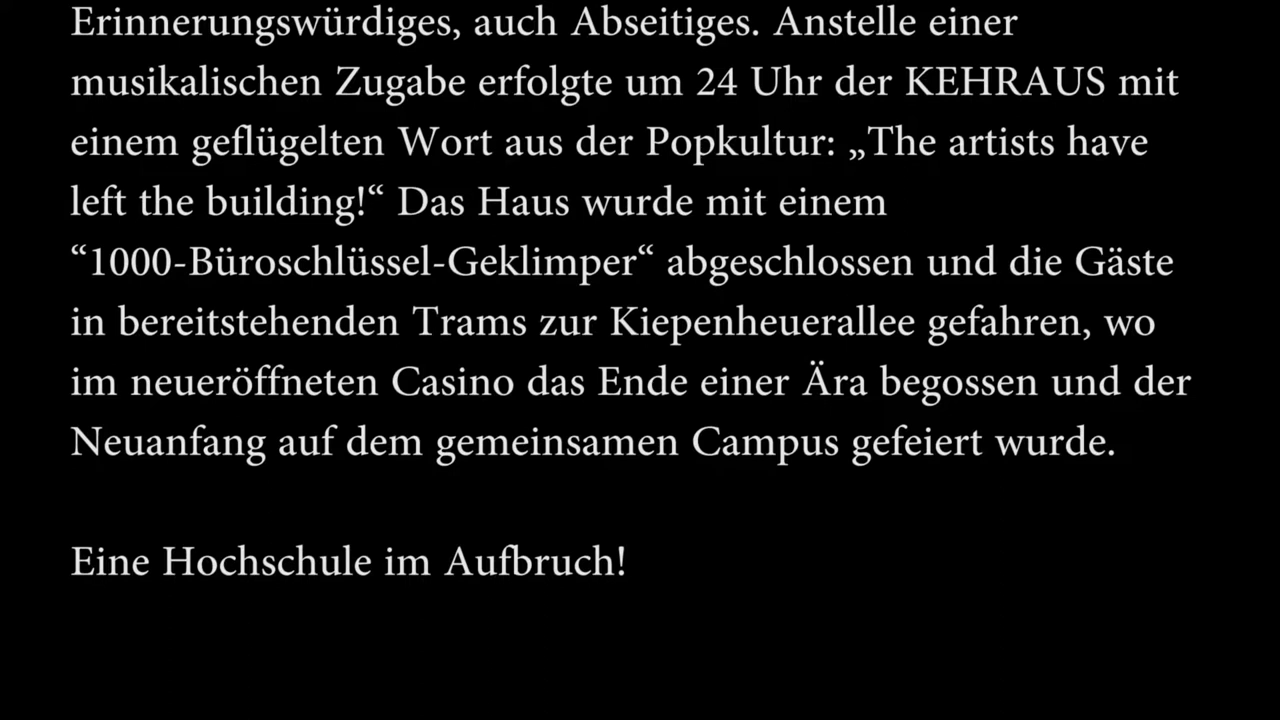 Erinnerungswürdiges, auch Abseitiges. Anstelle einer
musikalischen Zugabe erfolgte um 24 Uhr der KEHRAUS mit
einem geflügelten Wort aus der Popkultur: „The artists have
left the building!“ Das Haus wurde mit einem
“1000-Büroschlüssel-Geklimper“ abgeschlossen und die Gäste
in bereitstehenden Trams zur Kiepenheuerallee gefahren, wo
im neueröffneten Casino das Ende einer Ära begossen und der
Neuanfang auf dem gemeinsamen Campus gefeiert wurde.
Eine Hochschule im Aufbruch!